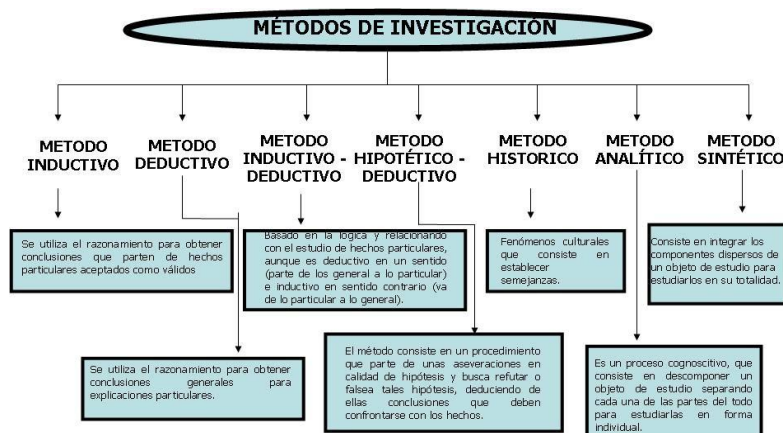 MÉTODOS DE INVESTIGACIÓN
METODO
INDUCTIVO
METODO
DEDUCTIVO
METODO
INDUCTIVO -
DEDUCTIVO
METODO
HIPOTÉTICO -
DEDUCTIVO
METODO
HISTORICO
METODO
ANALÍTICO
METODO
SINTÉTICO
Se utiliza el razonamiento para obtener
conclusiones que parten de hechos
particulares aceptados como válidos
Basado en la lógica y relacionando
con el estudio de hechos particulares,
aunque es deductivo en un sentido
(parte de los general a lo particular)
e inductivo en sentido contrario (va
de lo particular a lo general).
Fenómenos culturales
que consiste en
establecer
semejanzas.
Consiste en integrar los
componentes dispersos de
un objeto de estudio para
estudiarlos en su totalidad.
Se utiliza el razonamiento para obtener
conclusiones generales para
explicaciones particulares.
El método consiste en un procedimiento
que parte de unas aseveraciones en
calidad de hipótesis y busca refutar o
falsea tales hipótesis, deduciendo de
ellas conclusiones que deben
confrontarse con los hechos.
Es un proceso cognoscitivo, que
consiste en descomponer un
objeto de estudio separando
cada una de las partes del todo
para estudiarlas en forma
individual.